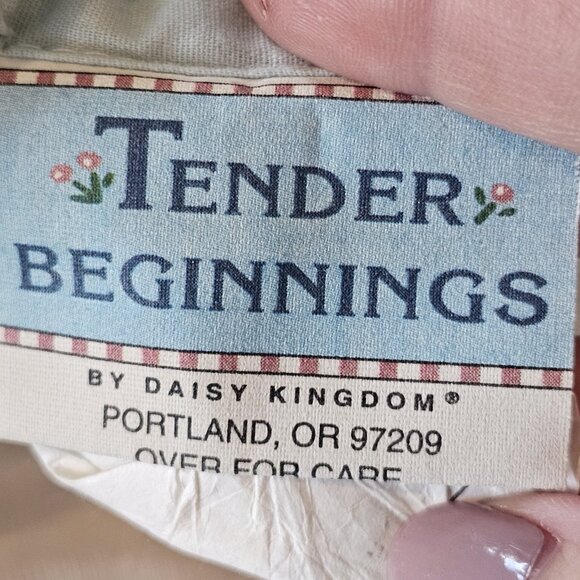 TENDER
BEGINNINGS
BY DAISY KINGDOM®
PORTLAND, OR 97209
OVER FOR CARE